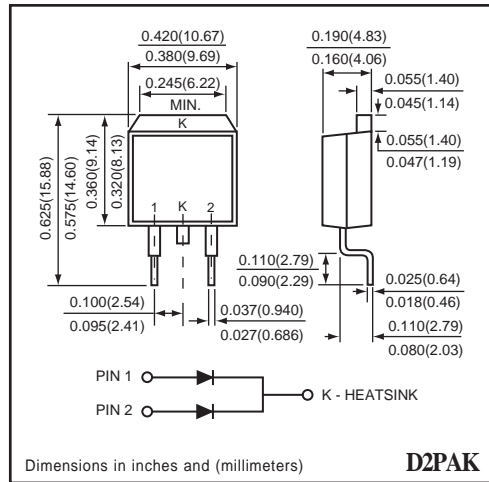 0.420(10.67)
0.380(9.69)
0.245(6.22)
MIN.
K
0.625(15.88)
0.575(14.60)
0.360(9.14)
0.320(8.13)
1 K 2
0.100(2.54)
0.095(2.41)
0.037(0.940)
0.027(0.686)
0.190(4.83)
0.160(4.06)
0.055(1.40)
0.045(1.14)
0.055(1.40)
0.047(1.19)
0.110(2.79)
0.090(2.29)
0.025(0.64)
0.018(0.46)
0.110(2.79)
0.080(2.03)
PIN 1
K - HEATSINK
PIN 2
Dimensions in inches and (millimeters)
D2PAK